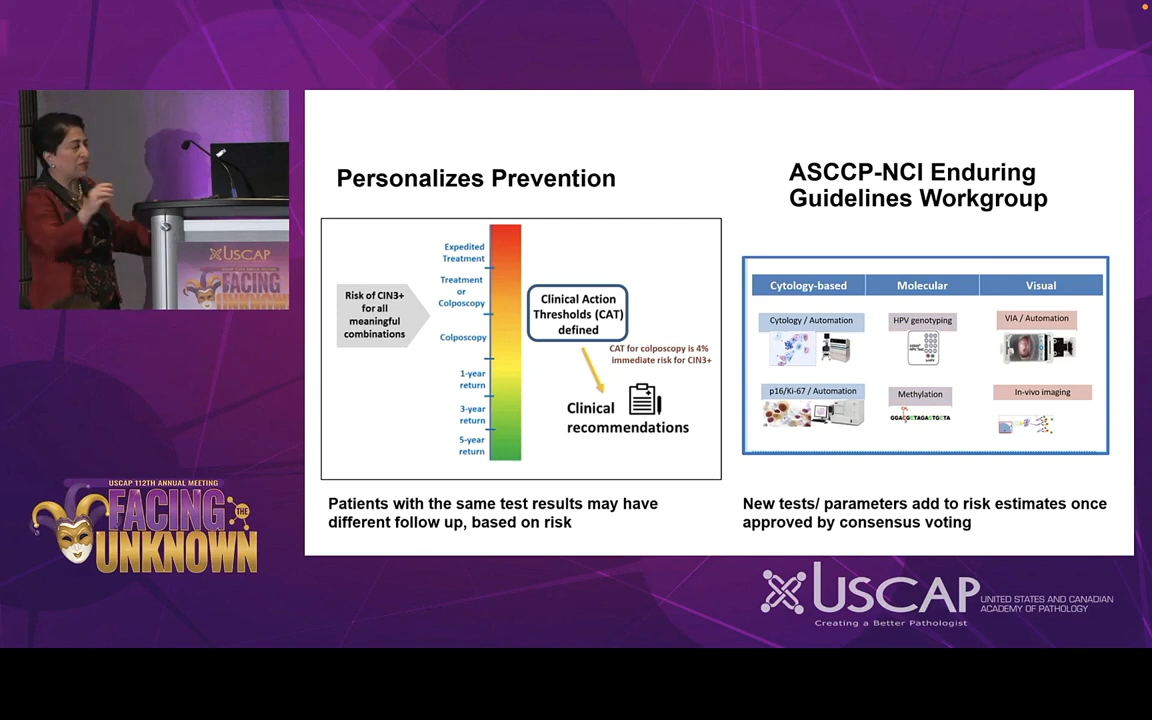 Personalizes Prevention
Risk of CIN3+
for all
meaningful
combinations
Expedited
Treatment
Treatment
or
Colposcopy
Colposcopy
1-year
return
3-year
return
5-year
return
Clinical Action
Thresholds (CAT)
defined
CAT for colposcopy is 4%
immediate risk for CIN3+
Clinical
recommendations
Patients with the same test results may have
different follow up, based on risk
ASCCP-NCI Enduring
Guidelines Workgroup
Cytology-based
Molecular
Visual
Cytology / Automation
HPV genotyping
VIA / Automation
p16/Ki-67 / Automation
Methylation
In-vivo imaging
GGACGCTAGACTGCTA
New tests/ parameters add to risk estimates once
approved by consensus voting
USCAP
FACING
UNKNOWN
USCAP 112TH ANNUAL MEETING
FACING
THE
UNKNOWN
USCAP
UNITED STATES AND CANADIAN
ACADEMY OF PATHOLOGY
Creating a Better Pathologist